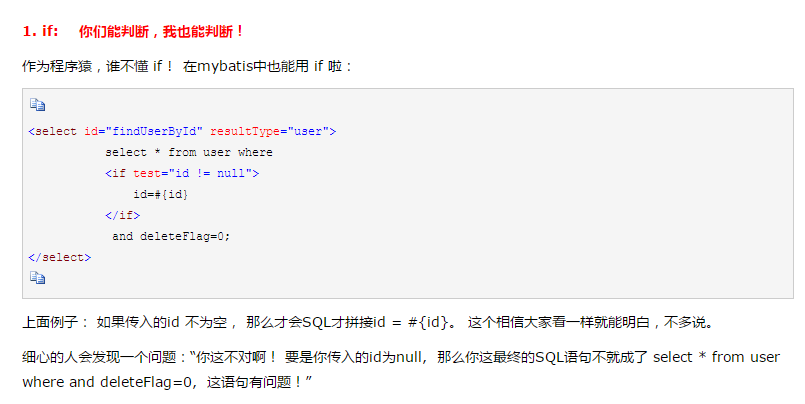 1. if: 你们能判断，我也能判断！
作为程序猿，谁不懂 if！ 在mybatis中也能用 if 啦：
<select id="findUserById" resultType="user">
select * from user where
<if test="id != null">
id=#{id}
</if>
and deleteFlag=0;
</select>
上面例子： 如果传入的id 不为空， 那么才会SQL才拼接id = #{id}。 这个相信大家看一样就能明白，不多说。
细心的人会发现一个问题：“你这不对啊！ 要是你传入的id为null, 那么你这最终的SQL语句不就成了 select * from user
where and deleteFlag=0, 这语句有问题！”